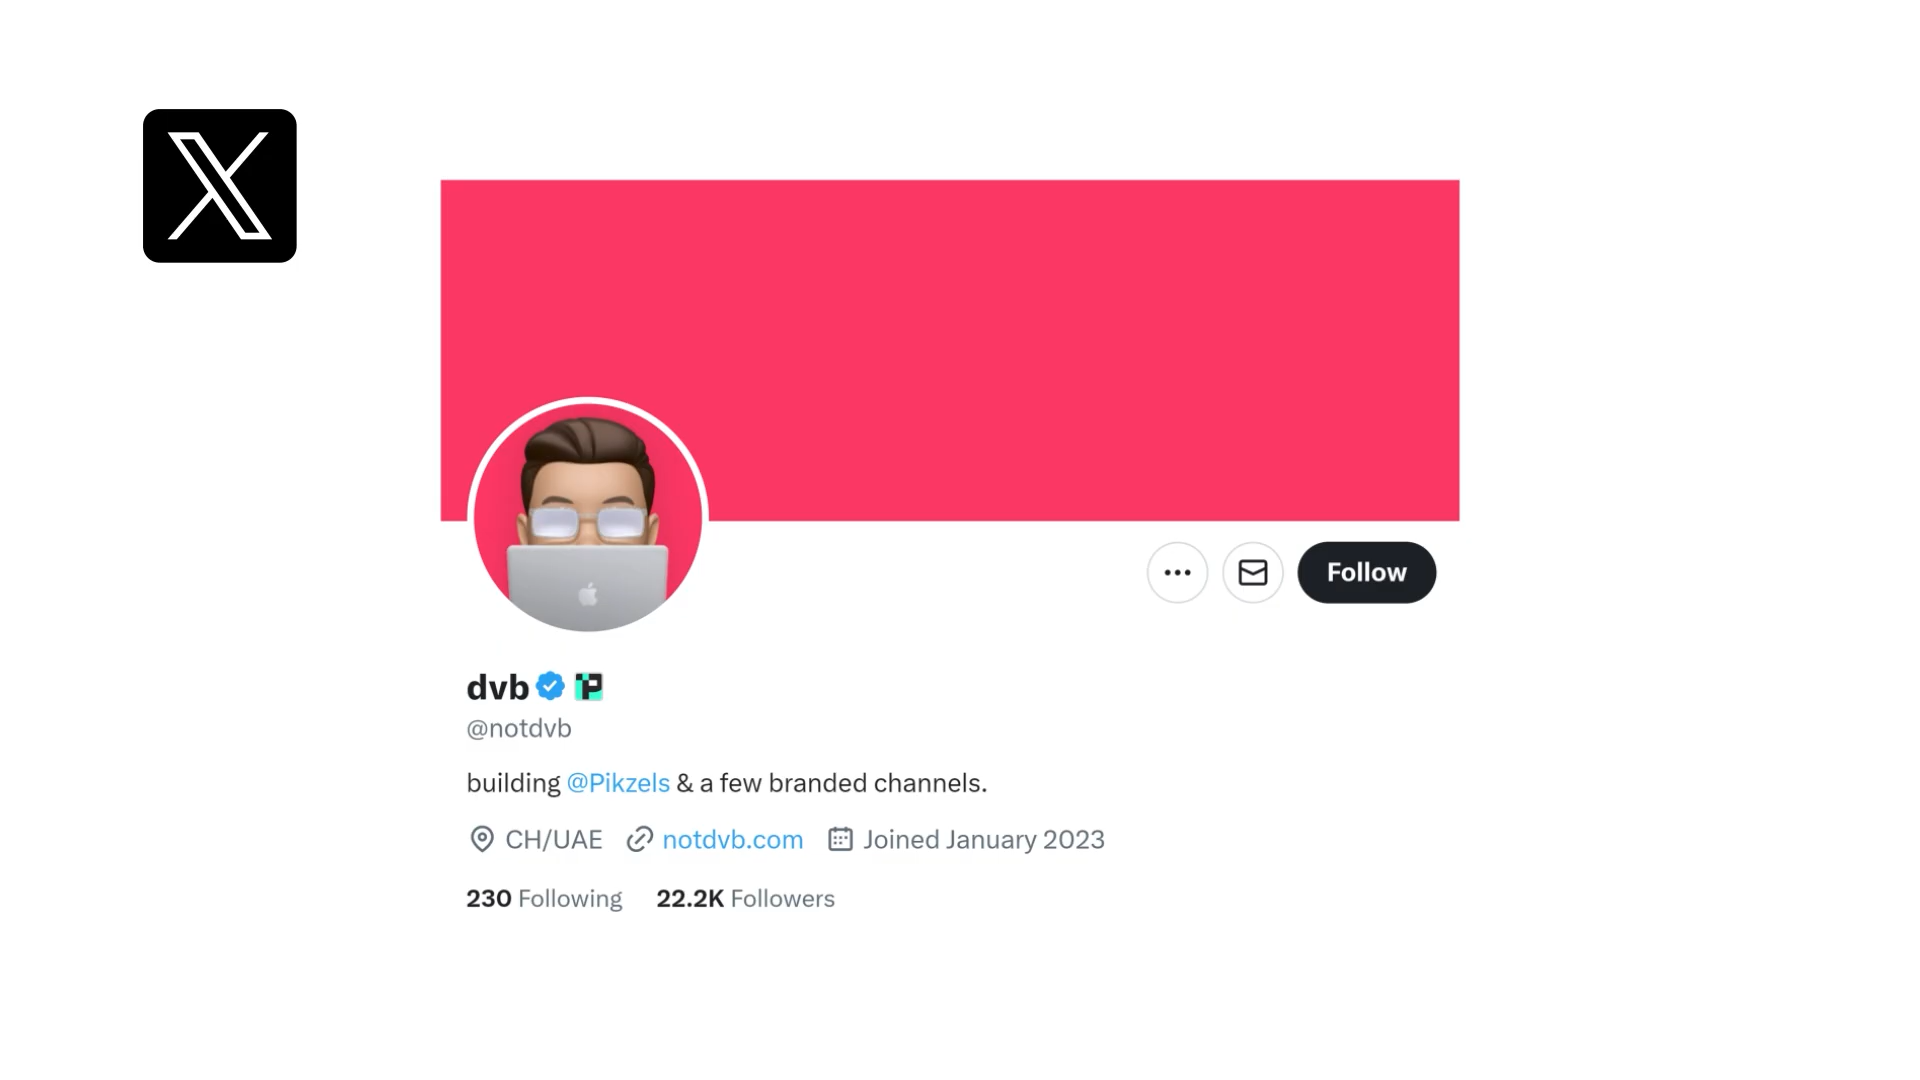 Follow
dvb
@notdvb
building @Pikzels & a few branded channels.
CH/UAE notdvb.com Joined January 2023
230 Following 22.2K Followers